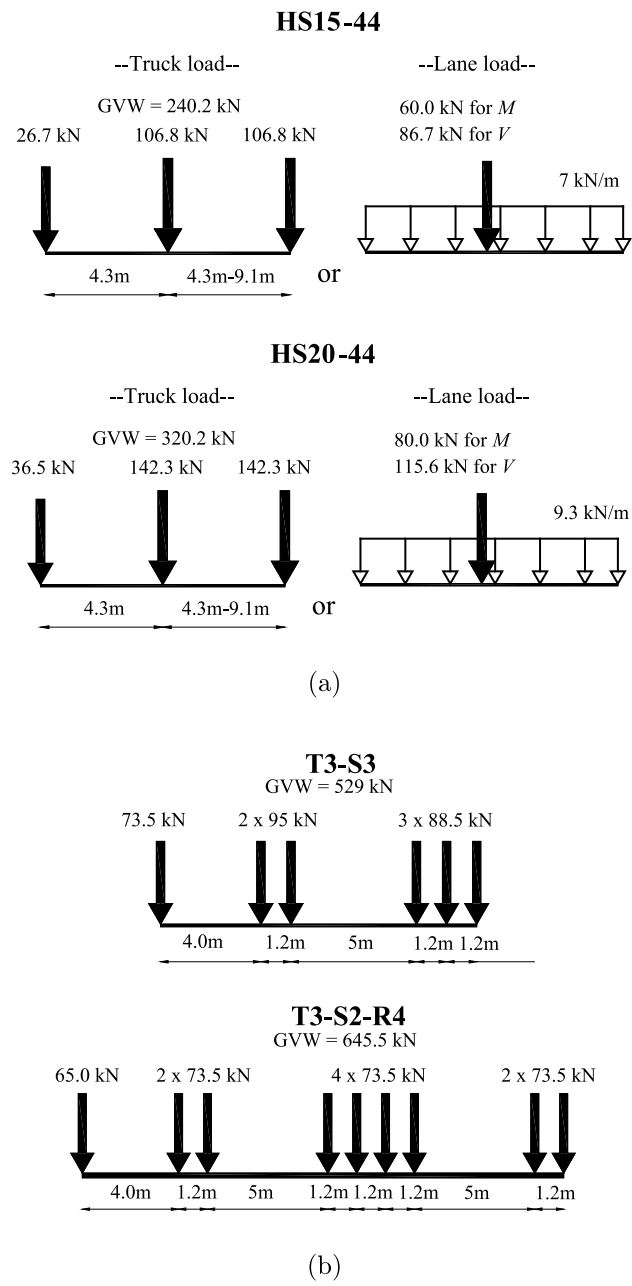 HS15-44
--Truck load--
--Lane load--
GVW = 240.2 kN
60.0 kN for M
26.7 kN 106.8 kN 106.8 kN
86.7 kN for V
7 kN/m
4.3m 4.3m-9.1m or
HS20-44
--Truck load--
--Lane load--
GVW = 320.2 kN
80.0 kN for M
36.5 kN 142.3 kN 142.3 kN
115.6 kN for V
9.3 kN/m
4.3m 4.3m-9.1m or
(a)
T3-S3
GVW = 529 kN
73.5 kN 2 x 95 kN 3 x 88.5 kN
4.0m 1.2m 5m 1.2m 1.2m
T3-S2-R4
GVW = 645.5 kN
65.0 kN 2 x 73.5 kN 4 x 73.5 kN 2 x 73.5 kN
4.0m 1.2m 5m 1.2m 1.2m 1.2m 5m 1.2m
(b)